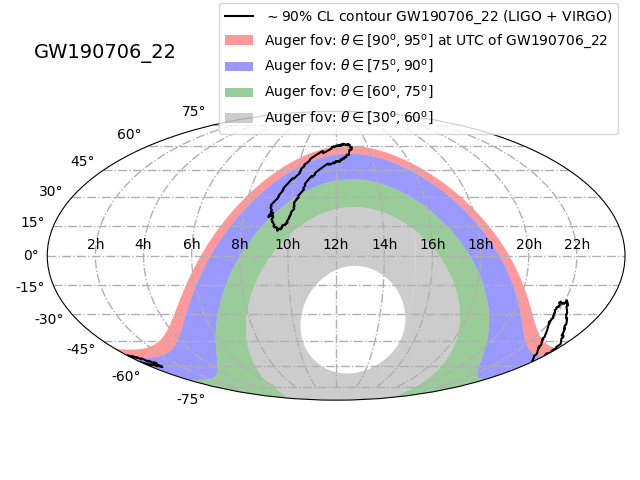 ~ 90% CL contour GW190706_22 (LIGO + VIRGO)
GW190706_22
Auger fov: θ ∈ [90°, 95°] at UTC of GW190706_22
Auger fov: θ ∈ [75°, 90°]
Auger fov: θ ∈ [60°, 75°]
Auger fov: θ ∈ [30°, 60°]
75°
60°
45°
30°
15°
2h 4h 6h 8h 10h 12h 14h 16h 18h 20h 22h
0°
-15°
-30°
-45°
-60°
-75°